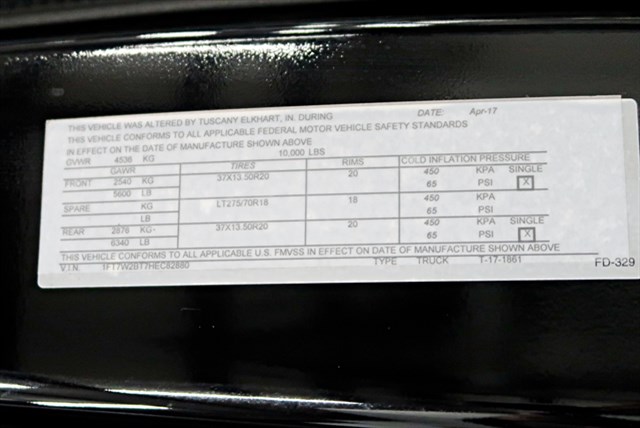 THIS VEHICLE WAS ALTERED BY TUSCANY ELKHART, IN. DURING DATE: Apr-17
THIS VEHICLE CONFORMS TO ALL APPLICABLE FEDERAL MOTOR VEHICLE SAFETY STANDARDS
IN EFFECT ON THE DATE OF MANUFACTURE SHOWN ABOVE
GVWR 4536 KG 10,000 LBS
GAWR TIRES RIMS COLD INFLATION PRESSURE
FRONT 2540 KG 37X13.50R20 20 450 KPA SINGLE
5600 LB 65 PSI X
SPARE KG LT275/70R18 18 450 KPA
LB 65 PSI
REAR 2876 KG 37X13.50R20 20 450 KPA SINGLE
6340 LB 65 PSI X
THIS VEHICLE CONFORMS TO ALL APPLICABLE U.S. FMVSS IN EFFECT ON DATE OF MANUFACTURE SHOWN ABOVE
V.I.N. 1FT7W2BT7HEC82880 TYPE TRUCK T-17-1861
FD-329